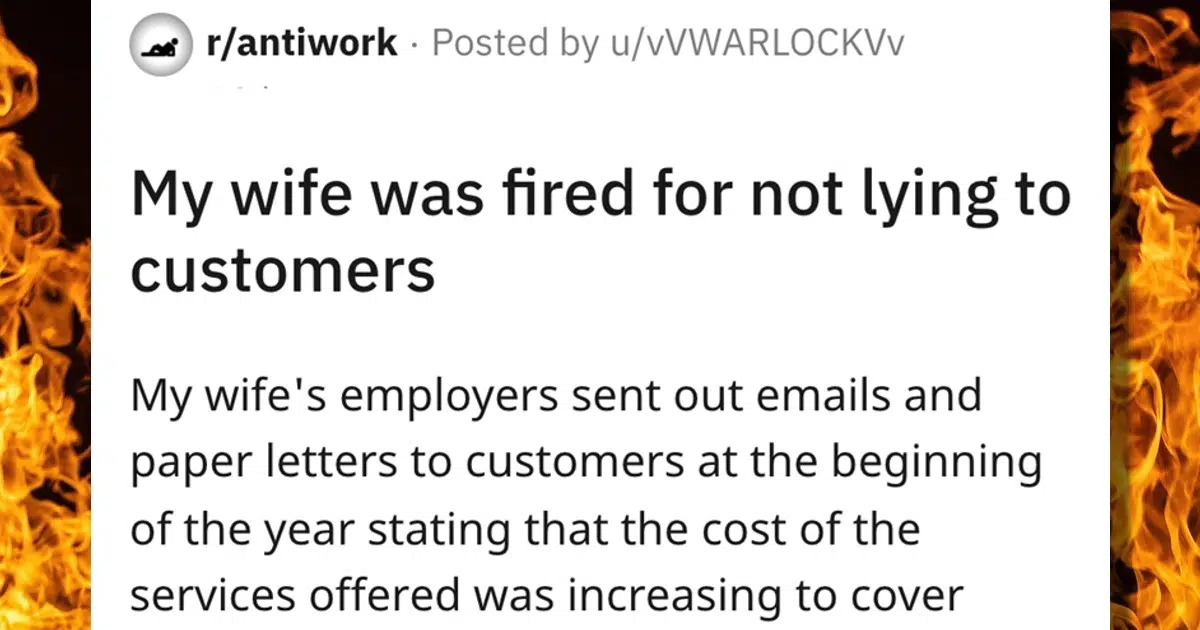 r/antiwork · Posted by u/vVWARLOCKVv
My wife was fired for not lying to
customers
My wife's employers sent out emails and
paper letters to customers at the beginning
of the year stating that the cost of the
services offered was increasing to cover